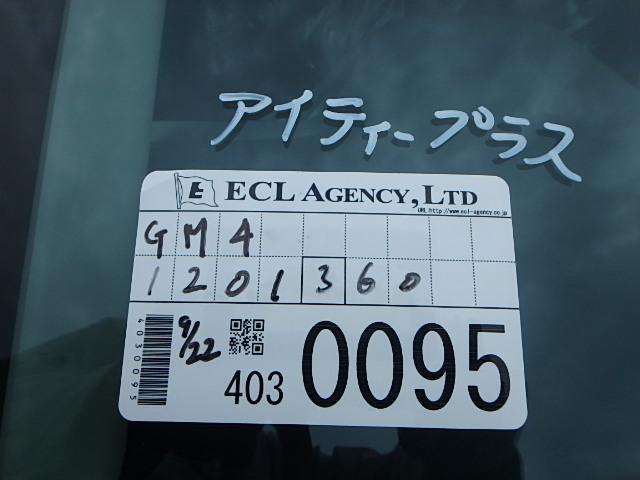 アイティープラス
E ECL AGENCY, LTD
URL http://www.ecl-agency.co.jp
GM4
1201360
4030095
9/22
403 0095